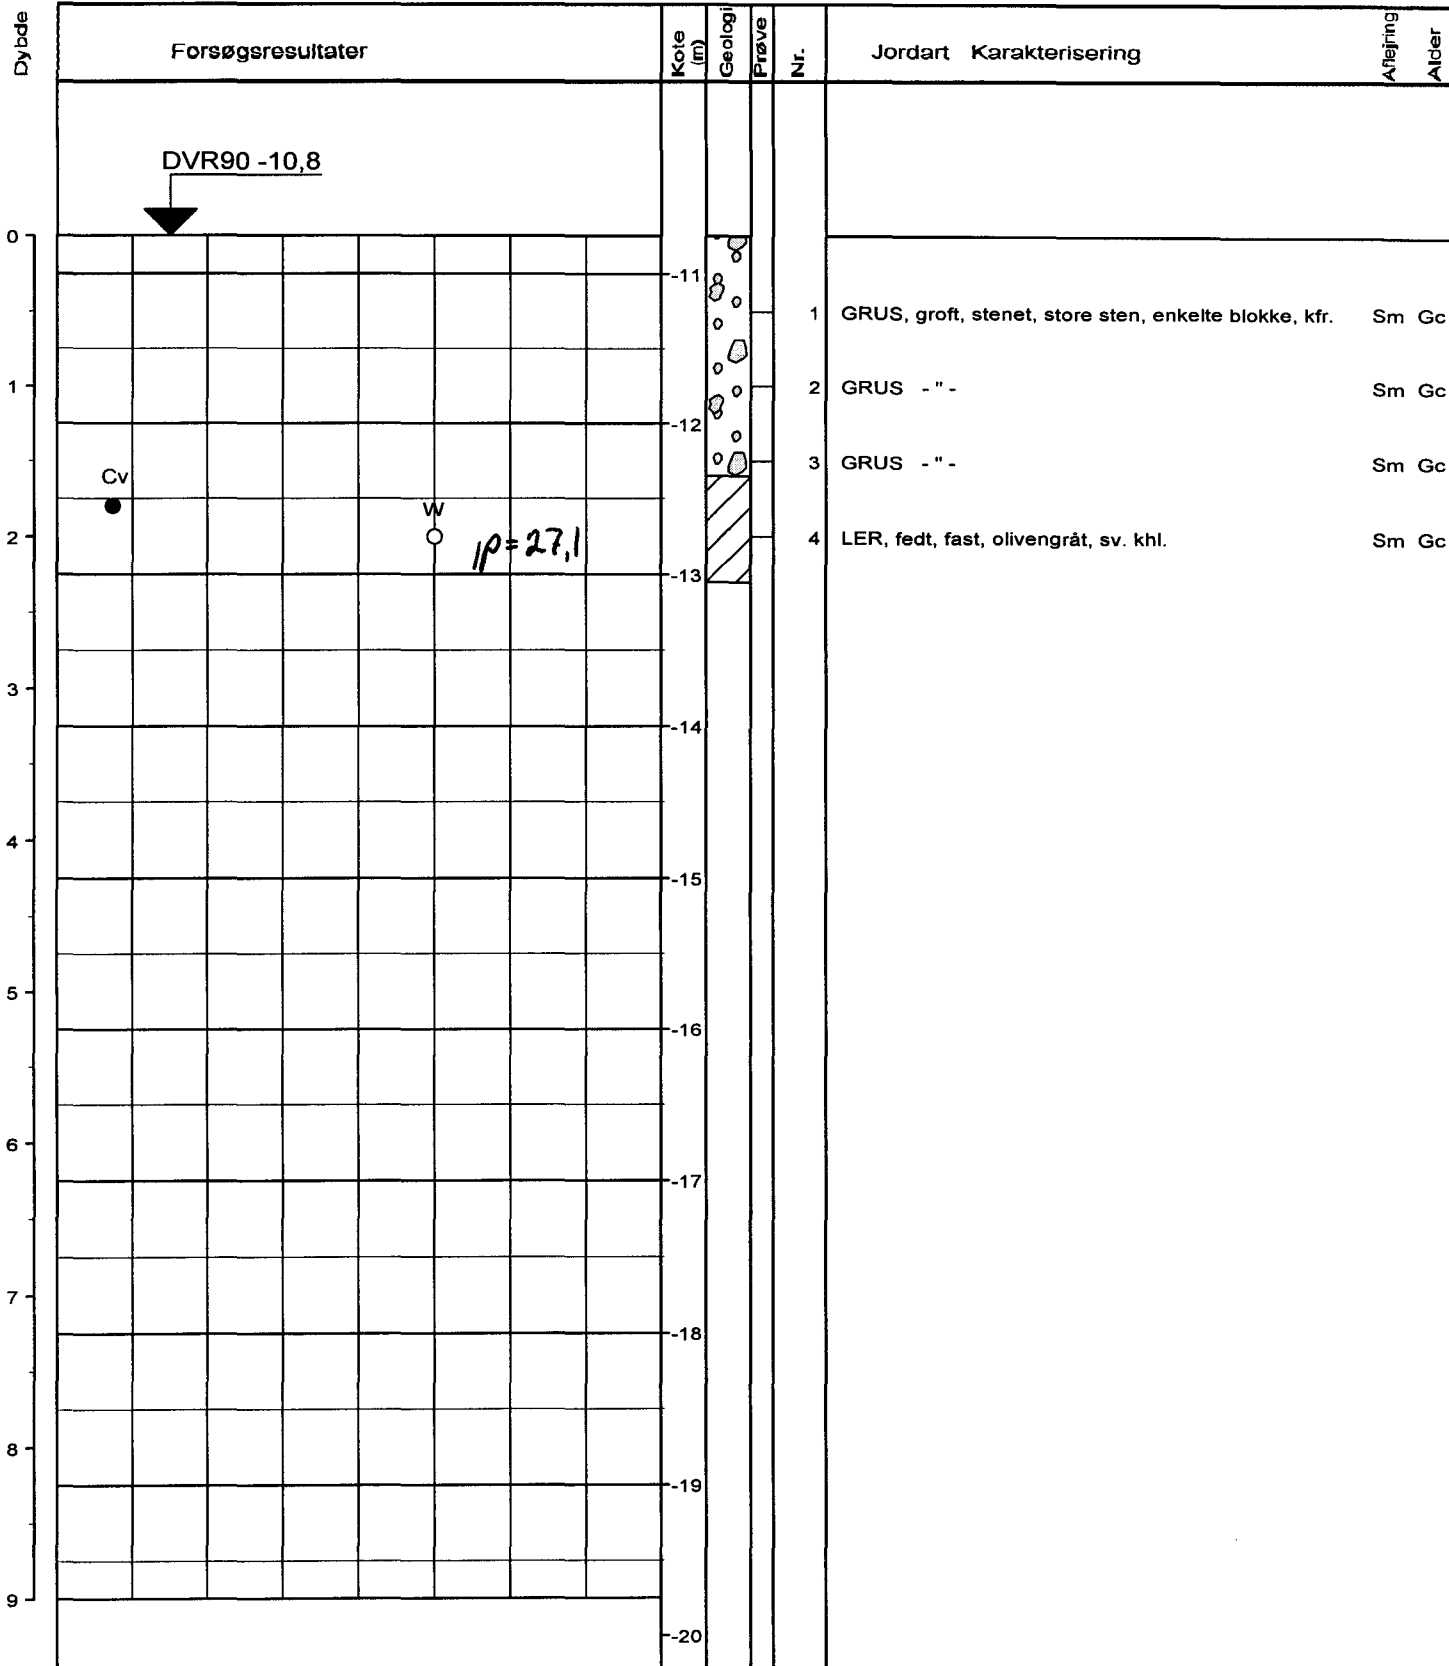 Dybde
Forsøgsresultater
Kote (m)
Geologi
Prøve
Nr.
Jordart Karakterisering
Aflejring
Alder
DVR90 -10,8
0
-11
1 GRUS, groft, stenet, store sten, enkelte blokke, kfr. Sm Gc
1
2 GRUS - " - Sm Gc
-12
3 GRUS - " - Sm Gc
Cv
W
2
Ip=27,1
4 LER, fedt, fast, olivengråt, sv. khl. Sm Gc
-13
3
-14
4
-15
5
-16
6
-17
7
-18
8
-19
9
-20